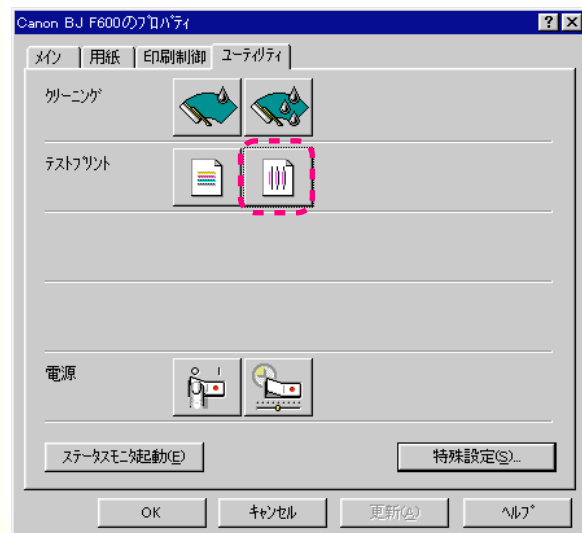 Canon BJ F600のﾌﾟﾛﾊﾟﾃｨ
ﾒｲﾝ 用紙 印刷制御 ﾕｰﾃｨﾘﾃｨ
ｸﾘｰﾆﾝｸﾞ
ﾃｽﾄﾌﾟﾘﾝﾄ
電源
ｽﾃｰﾀｽﾓﾆﾀ起動(E) 特殊設定(S)...
OK ｷｬﾝｾﾙ 更新(A) ﾍﾙﾌﾟ